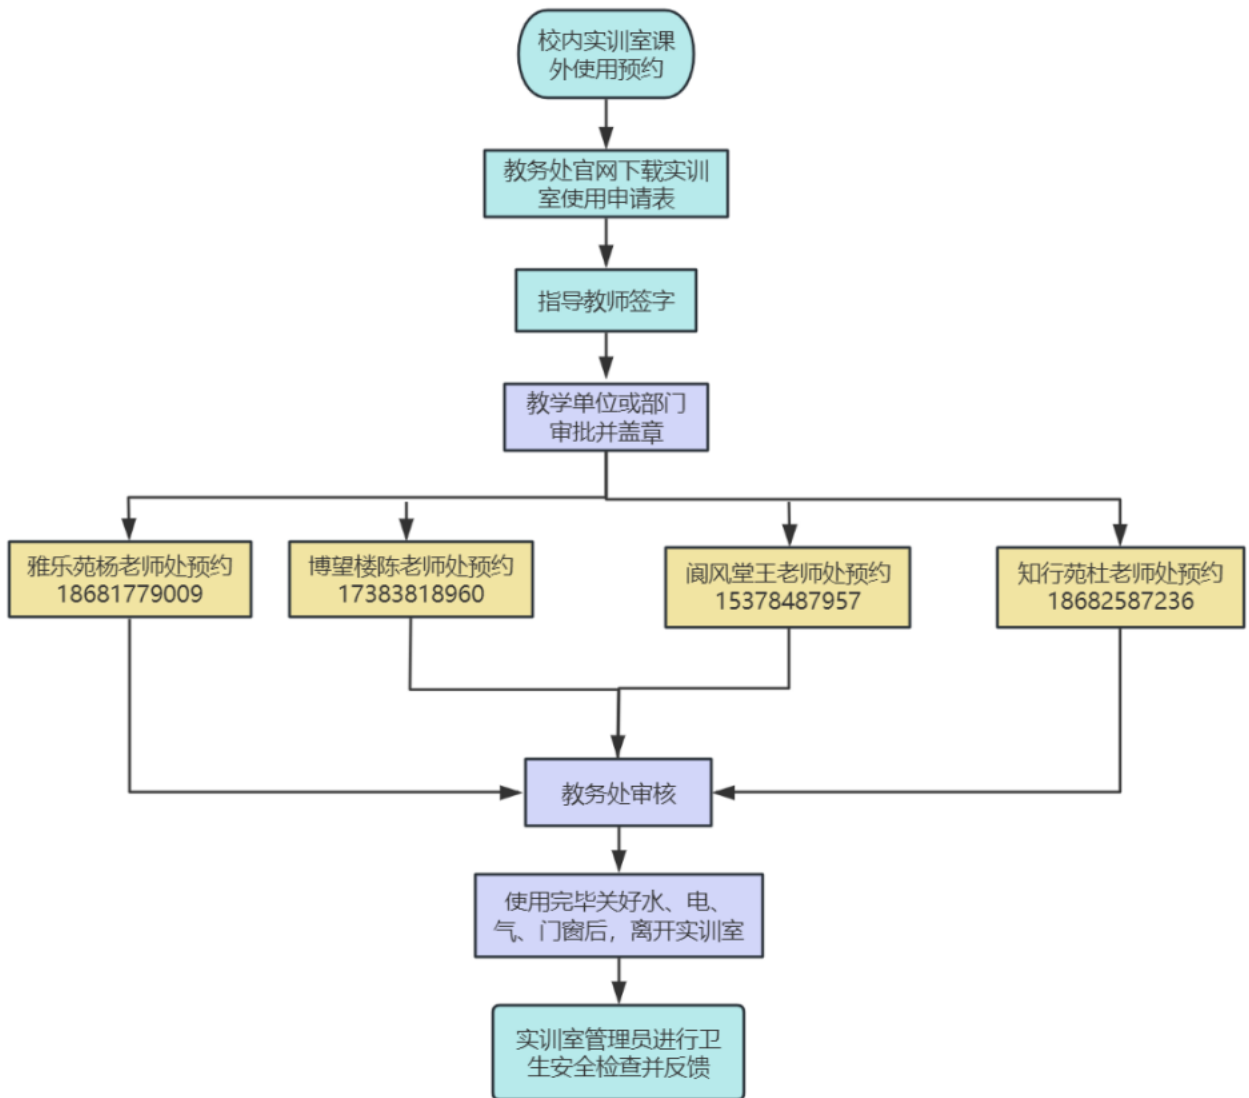 校内实训室课
外使用预约
教务处官网下载实训
室使用申请表
指导教师签字
教学单位或部门
审批并盖章
雅乐苑杨老师处预约
18681779009
博望楼陈老师处预约
17383818960
阆风堂王老师处预约
15378487957
知行苑杜老师处预约
18682587236
教务处审核
使用完毕关好水、电、
气、门窗后，离开实训室
实训室管理员进行卫
生安全检查并反馈